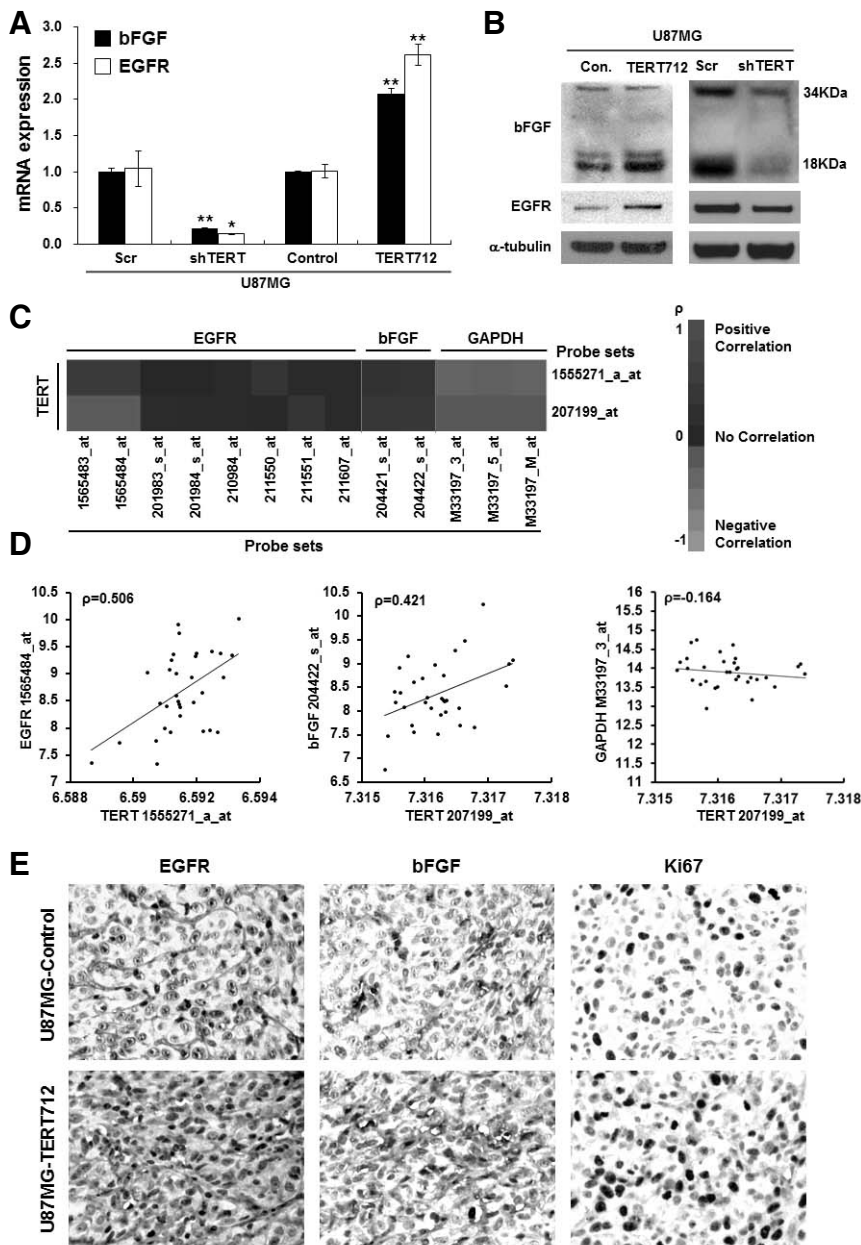 A
bFGF
EGFR
mRNA expression
3.0
2.5
2.0
1.5
1.0
0.5
0.0
**
*
**
**
Scr
shTERT
Control
TERT712
U87MG
B
U87MG
Con.
TERT712
Scr
shTERT
bFGF
34KDa
18KDa
EGFR
α-tubulin
C
EGFR
bFGF
GAPDH
Probe sets
TERT
1555271_a_at
207199_at
1565483_at
1565484_at
201983_s_at
201984_s_at
210984_at
211550_at
211551_at
211607_at
204421_s_at
204422_s_at
M33197_3_at
M33197_5_at
M33197_M_at
Probe sets
ρ
1
Positive
Correlation
0
No Correlation
Negative
-1
Correlation
D
ρ=0.506
EGFR 1565484_at
10.5
10
9.5
9
8.5
8
7.5
7
6.588
6.59
6.592
6.594
TERT 1555271_a_at
ρ=0.421
bFGF 204422_s_at
10.5
10
9.5
9
8.5
8
7.5
7
6.5
7.315
7.316
7.317
7.318
TERT 207199_at
ρ=-0.164
GAPDH M33197_3_at
16
15.5
15
14.5
14
13.5
13
12.5
12
11.5
11
7.315
7.316
7.317
7.318
TERT 207199_at
E
EGFR
bFGF
Ki67
U87MG-Control
U87MG-TERT712